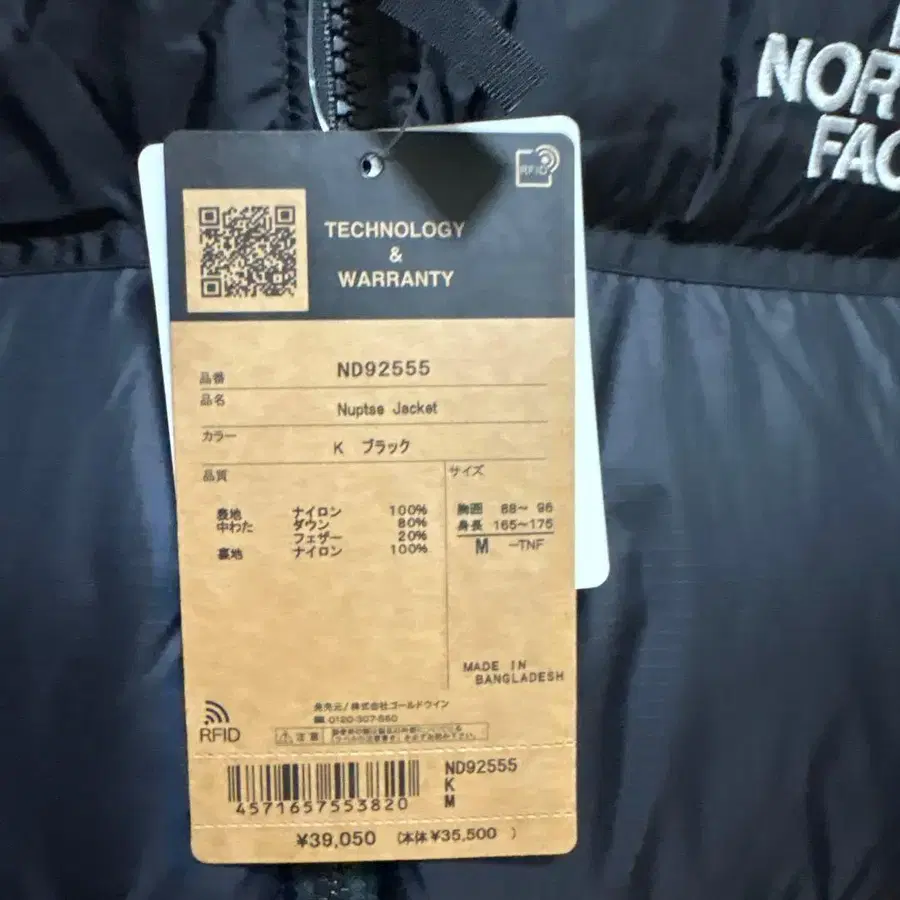 NOR
FAC
RFID
TECHNOLOGY
&
WARRANTY
品番 ND92555
品名 Nuptse Jacket
カラー K ブラック
品質
表地 ナイロン 100%
中わた ダウン 80%
フェザー 20%
裏地 ナイロン 100%
サイズ
胸囲 88~ 96
身長 165~175
M -TNF
MADE IN
BANGLADESH
RFID
発売元/株式会社ゴールドウイン
0120-307-560
注意
4571657553820
ND92555
K
M
¥39,050 (本体¥35,500 )